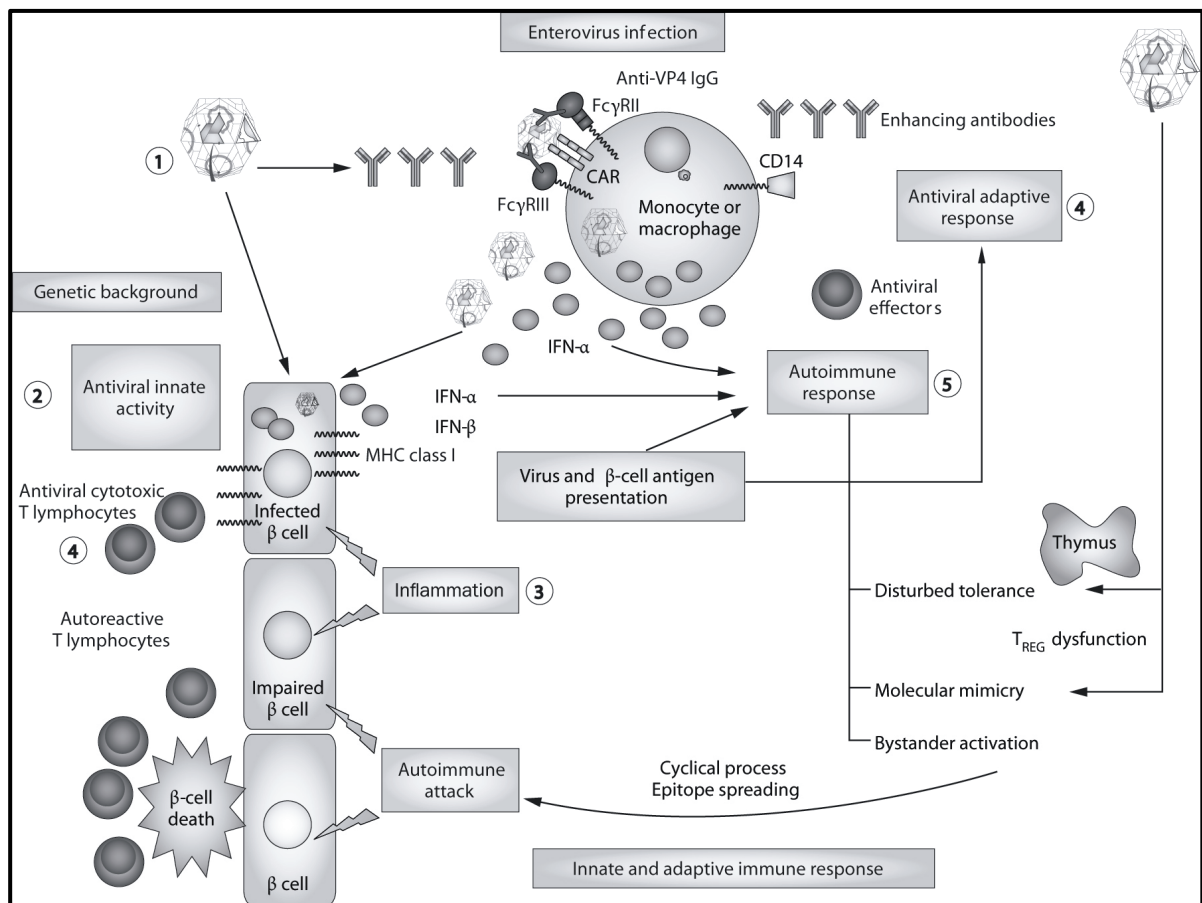 Enterovirus infection
Anti-VP4 IgG
FcγRII
Enhancing antibodies
1
CAR
CD14
FcγRIII
Monocyte or
macrophage
Antiviral adaptive
response
4
Genetic background
Antiviral
effectors
IFN-α
2
Antiviral innate
activity
Autoimmune
response
5
IFN-α
IFN-β
MHC class I
Virus and β-cell antigen
presentation
Antiviral cytotoxic
T lymphocytes
4
Infected
β cell
Thymus
Inflammation
3
Disturbed tolerance
Autoreactive
T lymphocytes
TREG dysfunction
Impaired
β cell
Molecular mimicry
Bystander activation
Autoimmune
attack
Cyclical process
Epitope spreading
β-cell
death
β cell
Innate and adaptive immune response